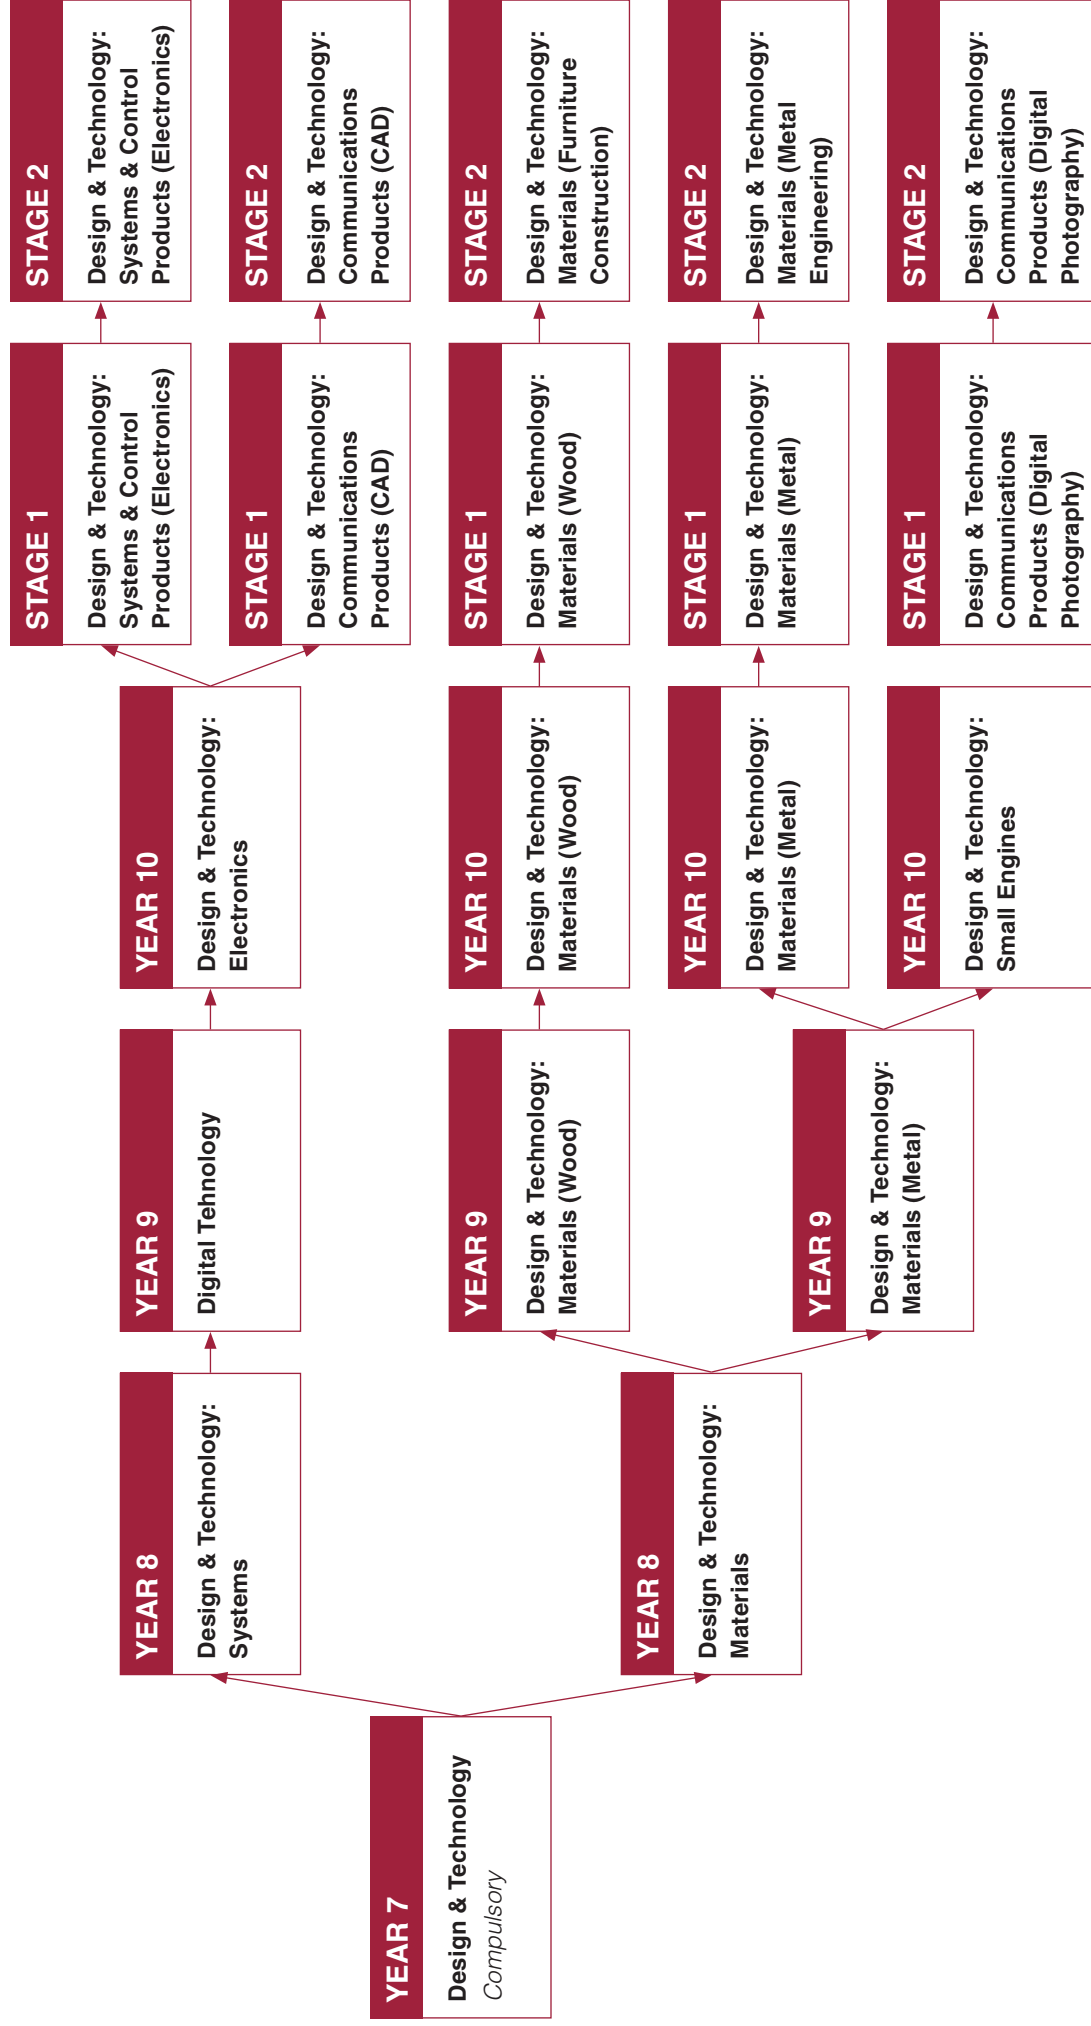 YEAR 7
Design & Technology
Compulsory
YEAR 8
Design & Technology:
Systems
YEAR 8
Design & Technology:
Materials
YEAR 9
Digital Tehnology
YEAR 9
Design & Technology:
Materials (Wood)
YEAR 9
Design & Technology:
Materials (Metal)
YEAR 10
Design & Technology:
Electronics
YEAR 10
Design & Technology:
Materials (Wood)
YEAR 10
Design & Technology:
Materials (Metal)
YEAR 10
Design & Technology:
Small Engines
STAGE 1
Design & Technology:
Systems & Control
Products (Electronics)
STAGE 1
Design & Technology:
Communications
Products (CAD)
STAGE 1
Design & Technology:
Materials (Wood)
STAGE 1
Design & Technology:
Materials (Metal)
STAGE 1
Design & Technology:
Communications
Products (Digital
Photography)
STAGE 2
Design & Technology:
Systems & Control
Products (Electronics)
STAGE 2
Design & Technology:
Communications
Products (CAD)
STAGE 2
Design & Technology:
Materials (Furniture
Construction)
STAGE 2
Design & Technology:
Materials (Metal
Engineering)
STAGE 2
Design & Technology:
Communications
Products (Digital
Photography)